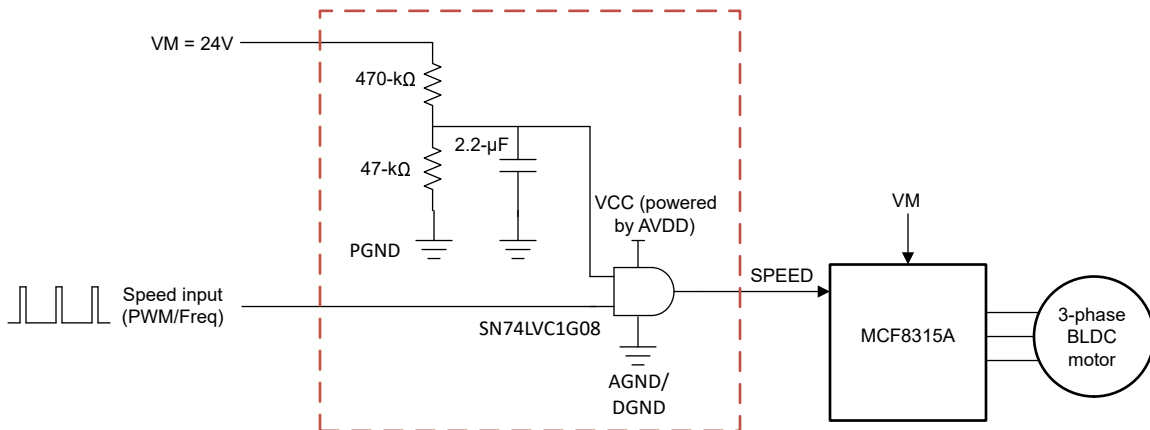 VM = 24V
470-kΩ
2.2-µF
47-kΩ
VCC (powered
by AVDD)
VM
PGND
SPEED
Speed input
(PWM/Freq)
SN74LVC1G08
MCF8315A
3-phase
BLDC
motor
AGND/
DGND